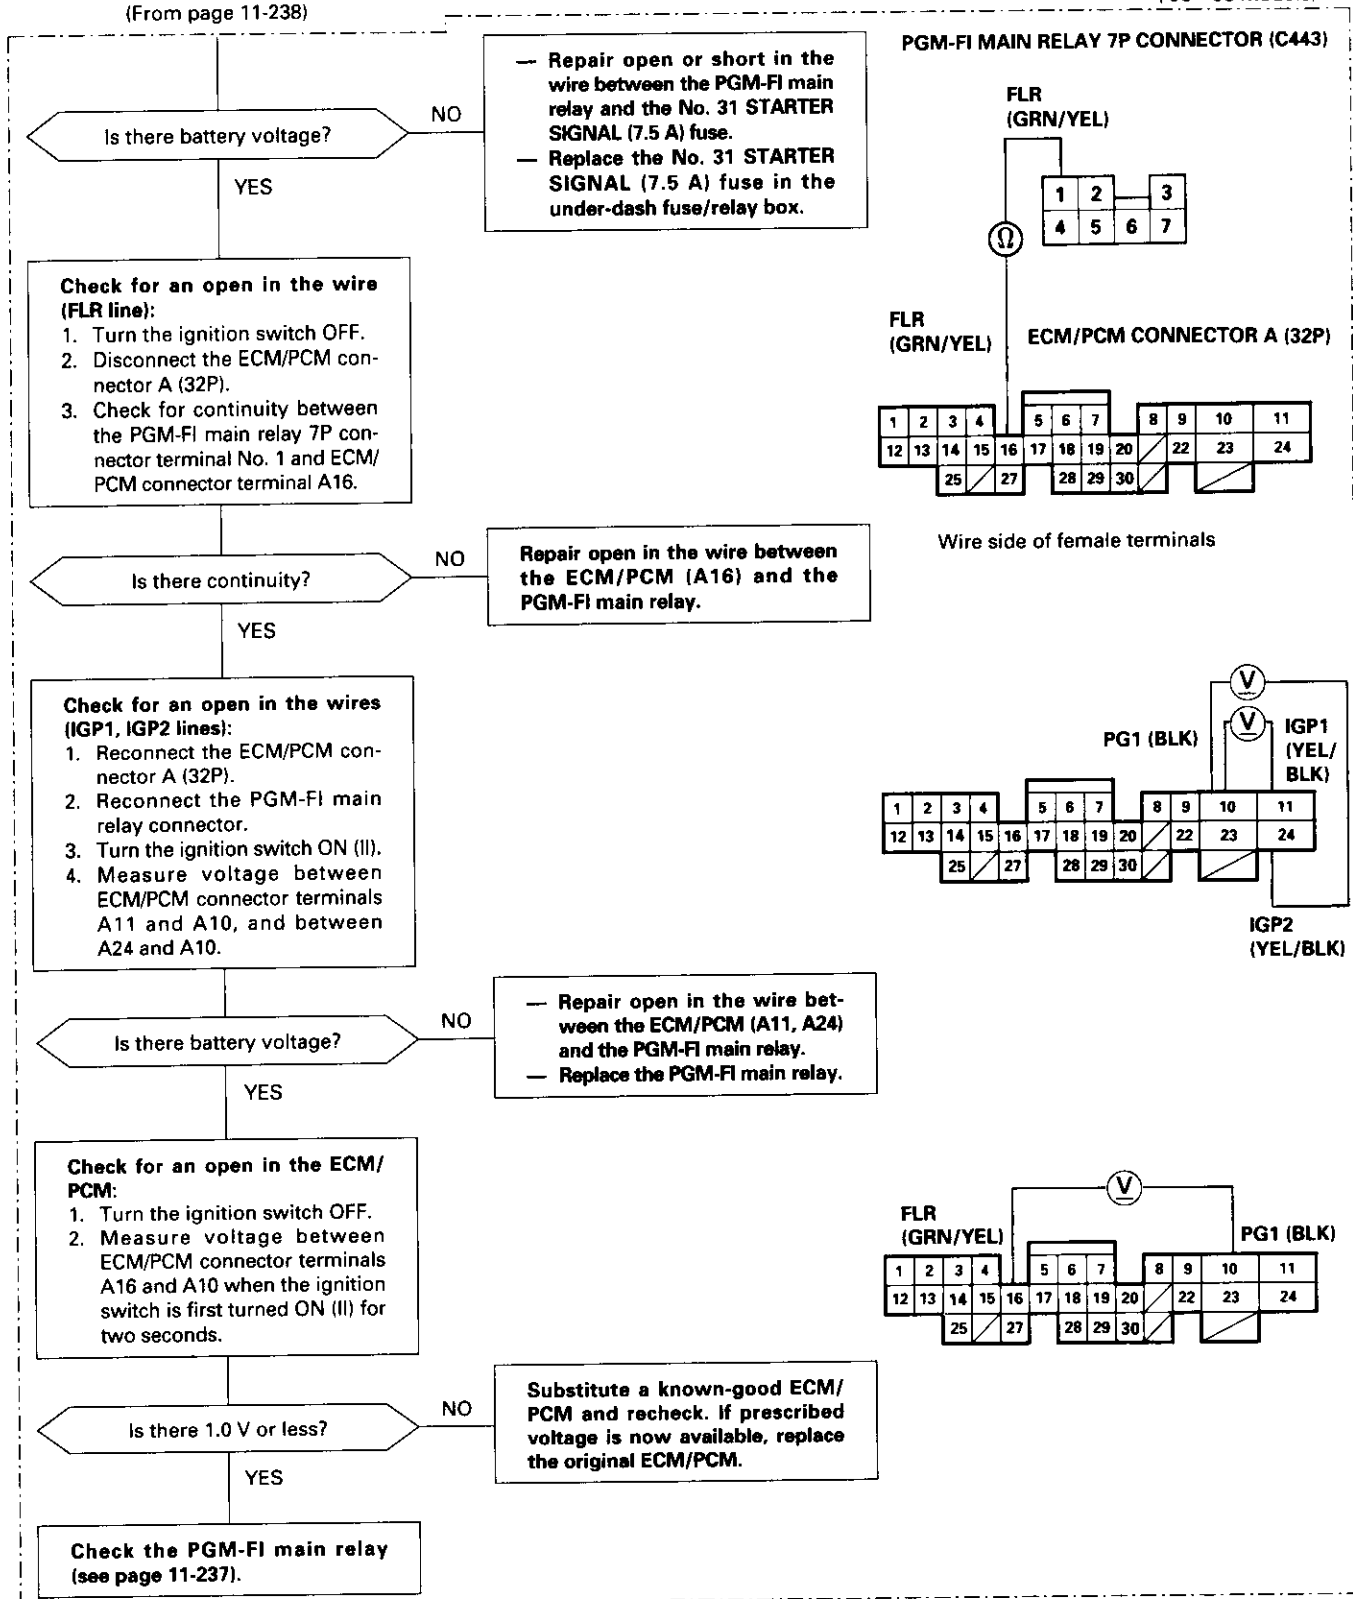 (From page 11-238)
Is there battery voltage?
NO
YES
— Repair open or short in the
wire between the PGM-FI main
relay and the No. 31 STARTER
SIGNAL (7.5 A) fuse.
— Replace the No. 31 STARTER
SIGNAL (7.5 A) fuse in the
under-dash fuse/relay box.
PGM-FI MAIN RELAY 7P CONNECTOR (C443)
FLR
(GRN/YEL)
1 2 3
4 5 6 7
Ω
Check for an open in the wire
(FLR line):
1. Turn the ignition switch OFF.
2. Disconnect the ECM/PCM con-
nector A (32P).
3. Check for continuity between
the PGM-FI main relay 7P con-
nector terminal No. 1 and ECM/
PCM connector terminal A16.
FLR
(GRN/YEL)
ECM/PCM CONNECTOR A (32P)
1 2 3 4 5 6 7 8 9 10 11
12 13 14 15 16 17 18 19 20 22 23 24
25 27 28 29 30
Wire side of female terminals
Is there continuity?
NO
YES
Repair open in the wire between
the ECM/PCM (A16) and the
PGM-FI main relay.
Check for an open in the wires
(IGP1, IGP2 lines):
1. Reconnect the ECM/PCM con-
nector A (32P).
2. Reconnect the PGM-FI main
relay connector.
3. Turn the ignition switch ON (II).
4. Measure voltage between
ECM/PCM connector terminals
A11 and A10, and between
A24 and A10.
V
V
PG1 (BLK)
IGP1
(YEL/
BLK)
1 2 3 4 5 6 7 8 9 10 11
12 13 14 15 16 17 18 19 20 22 23 24
25 27 28 29 30
IGP2
(YEL/BLK)
Is there battery voltage?
NO
YES
— Repair open in the wire bet-
ween the ECM/PCM (A11, A24)
and the PGM-FI main relay.
— Replace the PGM-FI main relay.
Check for an open in the ECM/
PCM:
1. Turn the ignition switch OFF.
2. Measure voltage between
ECM/PCM connector terminals
A16 and A10 when the ignition
switch is first turned ON (II) for
two seconds.
V
FLR
(GRN/YEL)
PG1 (BLK)
1 2 3 4 5 6 7 8 9 10 11
12 13 14 15 16 17 18 19 20 22 23 24
25 27 28 29 30
Is there 1.0 V or less?
NO
YES
Substitute a known-good ECM/
PCM and recheck. If prescribed
voltage is now available, replace
the original ECM/PCM.
Check the PGM-FI main relay
(see page 11-237).